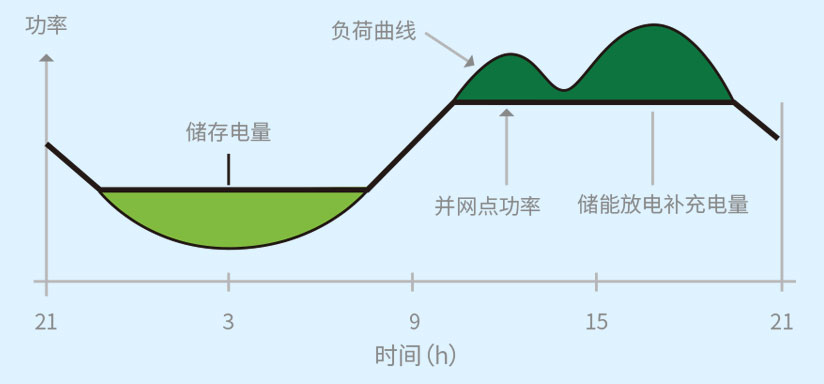 功率
负荷曲线
储存电量
并网点功率
储能放电补充电量
21
3
9
15
21
时间(h)